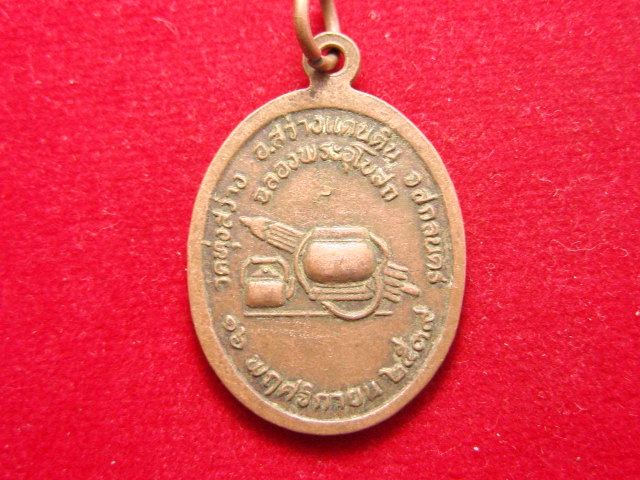 วัดทุ่งสว่าง อ.สว่างแดนดิน จ.สกลนคร
ฉลองพระอุโบสถ
๑๖ พฤศจิกายน ๒๕๓๙